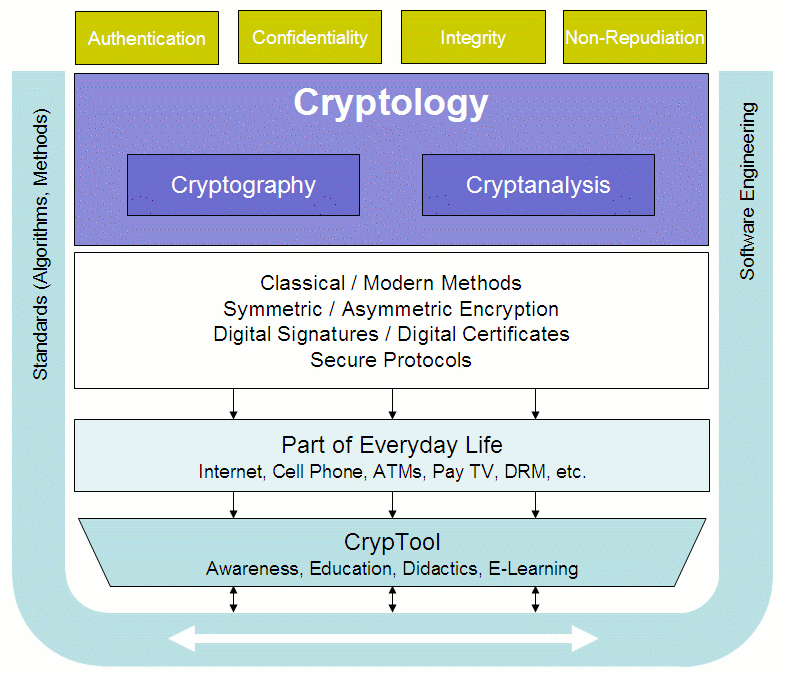 Authentication
Confidentiality
Integrity
Non-Repudiation
Cryptology
Cryptography
Cryptanalysis
Standards (Algorithms, Methods)
Software Engineering
Classical / Modern Methods
Symmetric / Asymmetric Encryption
Digital Signatures / Digital Certificates
Secure Protocols
Part of Everyday Life
Internet, Cell Phone, ATMs, Pay TV, DRM, etc.
CrypTool
Awareness, Education, Didactics, E-Learning